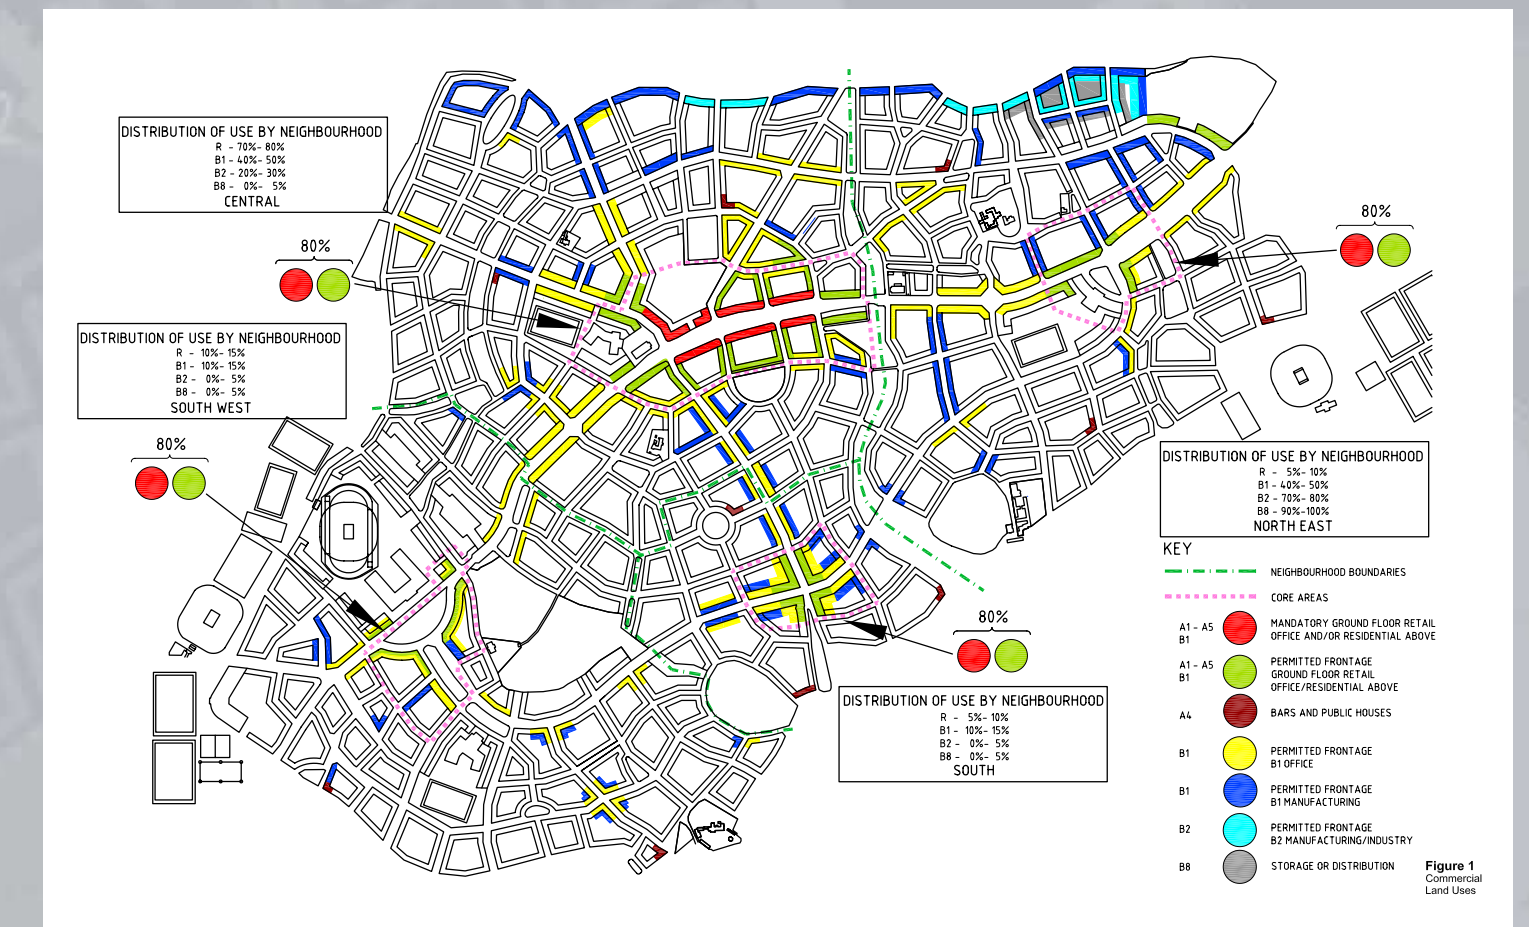 DISTRIBUTION OF USE BY NEIGHBOURHOOD
R - 70%- 80%
B1 - 40%- 50%
B2 - 20%- 30%
B8 - 0%- 5%
CENTRAL
80%
80%
DISTRIBUTION OF USE BY NEIGHBOURHOOD
R - 10%- 15%
B1 - 10%- 15%
B2 - 0%- 5%
B8 - 0%- 5%
SOUTH WEST
80%
DISTRIBUTION OF USE BY NEIGHBOURHOOD
R - 5%- 10%
B1 - 40%- 50%
B2 - 70%- 80%
B8 - 90%-100%
NORTH EAST
80%
DISTRIBUTION OF USE BY NEIGHBOURHOOD
R - 5%- 10%
B1 - 10%- 15%
B2 - 0%- 5%
B8 - 0%- 5%
SOUTH
KEY
NEIGHBOURHOOD BOUNDARIES
CORE AREAS
A1 - A5
B1
MANDATORY GROUND FLOOR RETAIL
OFFICE AND/OR RESIDENTIAL ABOVE
A1 - A5
B1
PERMITTED FRONTAGE
GROUND FLOOR RETAIL
OFFICE/RESIDENTIAL ABOVE
A4
BARS AND PUBLIC HOUSES
B1
PERMITTED FRONTAGE
B1 OFFICE
B1
PERMITTED FRONTAGE
B1 MANUFACTURING
B2
PERMITTED FRONTAGE
B2 MANUFACTURING/INDUSTRY
B8
STORAGE OR DISTRIBUTION
Figure 1
Commercial
Land Uses